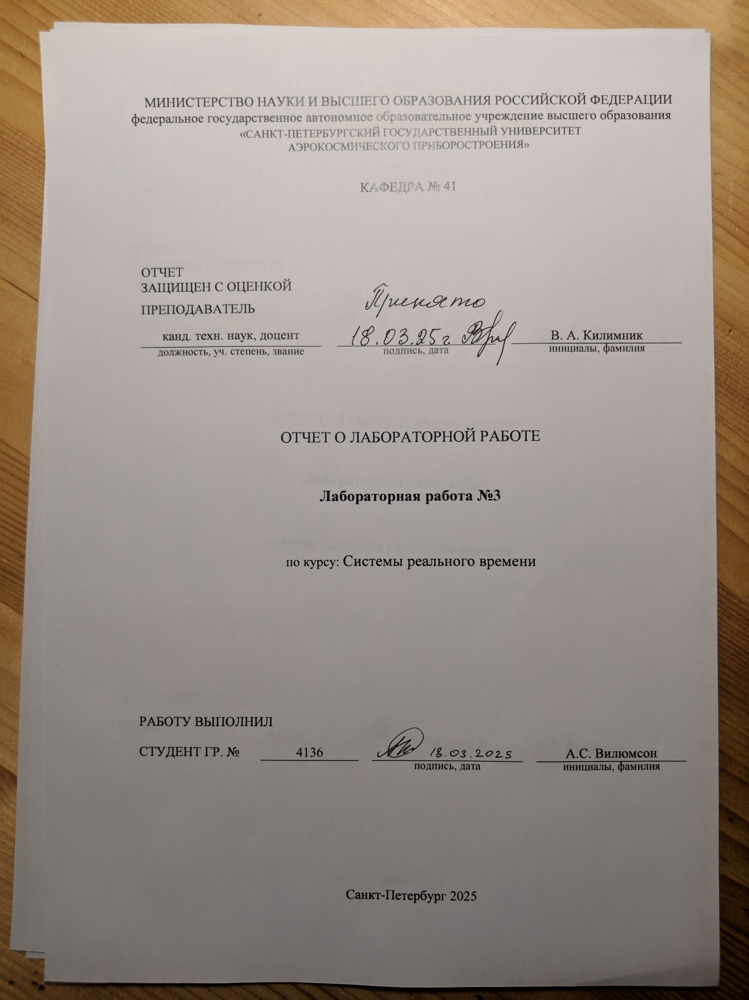 МИНИСТЕРСТВО НАУКИ И ВЫСШЕГО ОБРАЗОВАНИЯ РОССИЙСКОЙ ФЕДЕРАЦИИ
федеральное государственное автономное образовательное учреждение высшего образования
«САНКТ-ПЕТЕРБУРГСКИЙ ГОСУДАРСТВЕННЫЙ УНИВЕРСИТЕТ
АЭРОКОСМИЧЕСКОГО ПРИБОРОСТРОЕНИЯ»
КАФЕДРА № 41
ОТЧЕТ
ЗАЩИЩЕН С ОЦЕНКОЙ
Принято
ПРЕПОДАВАТЕЛЬ
канд. техн. наук, доцент 18.03.25г. В. А. Килимник
должность, уч. степень, звание подпись, дата инициалы, фамилия
ОТЧЕТ О ЛАБОРАТОРНОЙ РАБОТЕ
Лабораторная работа №3
по курсу: Системы реального времени
РАБОТУ ВЫПОЛНИЛ
СТУДЕНТ ГР. № 4136 18.03.2025 А.С. Вилюмсон
подпись, дата инициалы, фамилия
Санкт-Петербург 2025